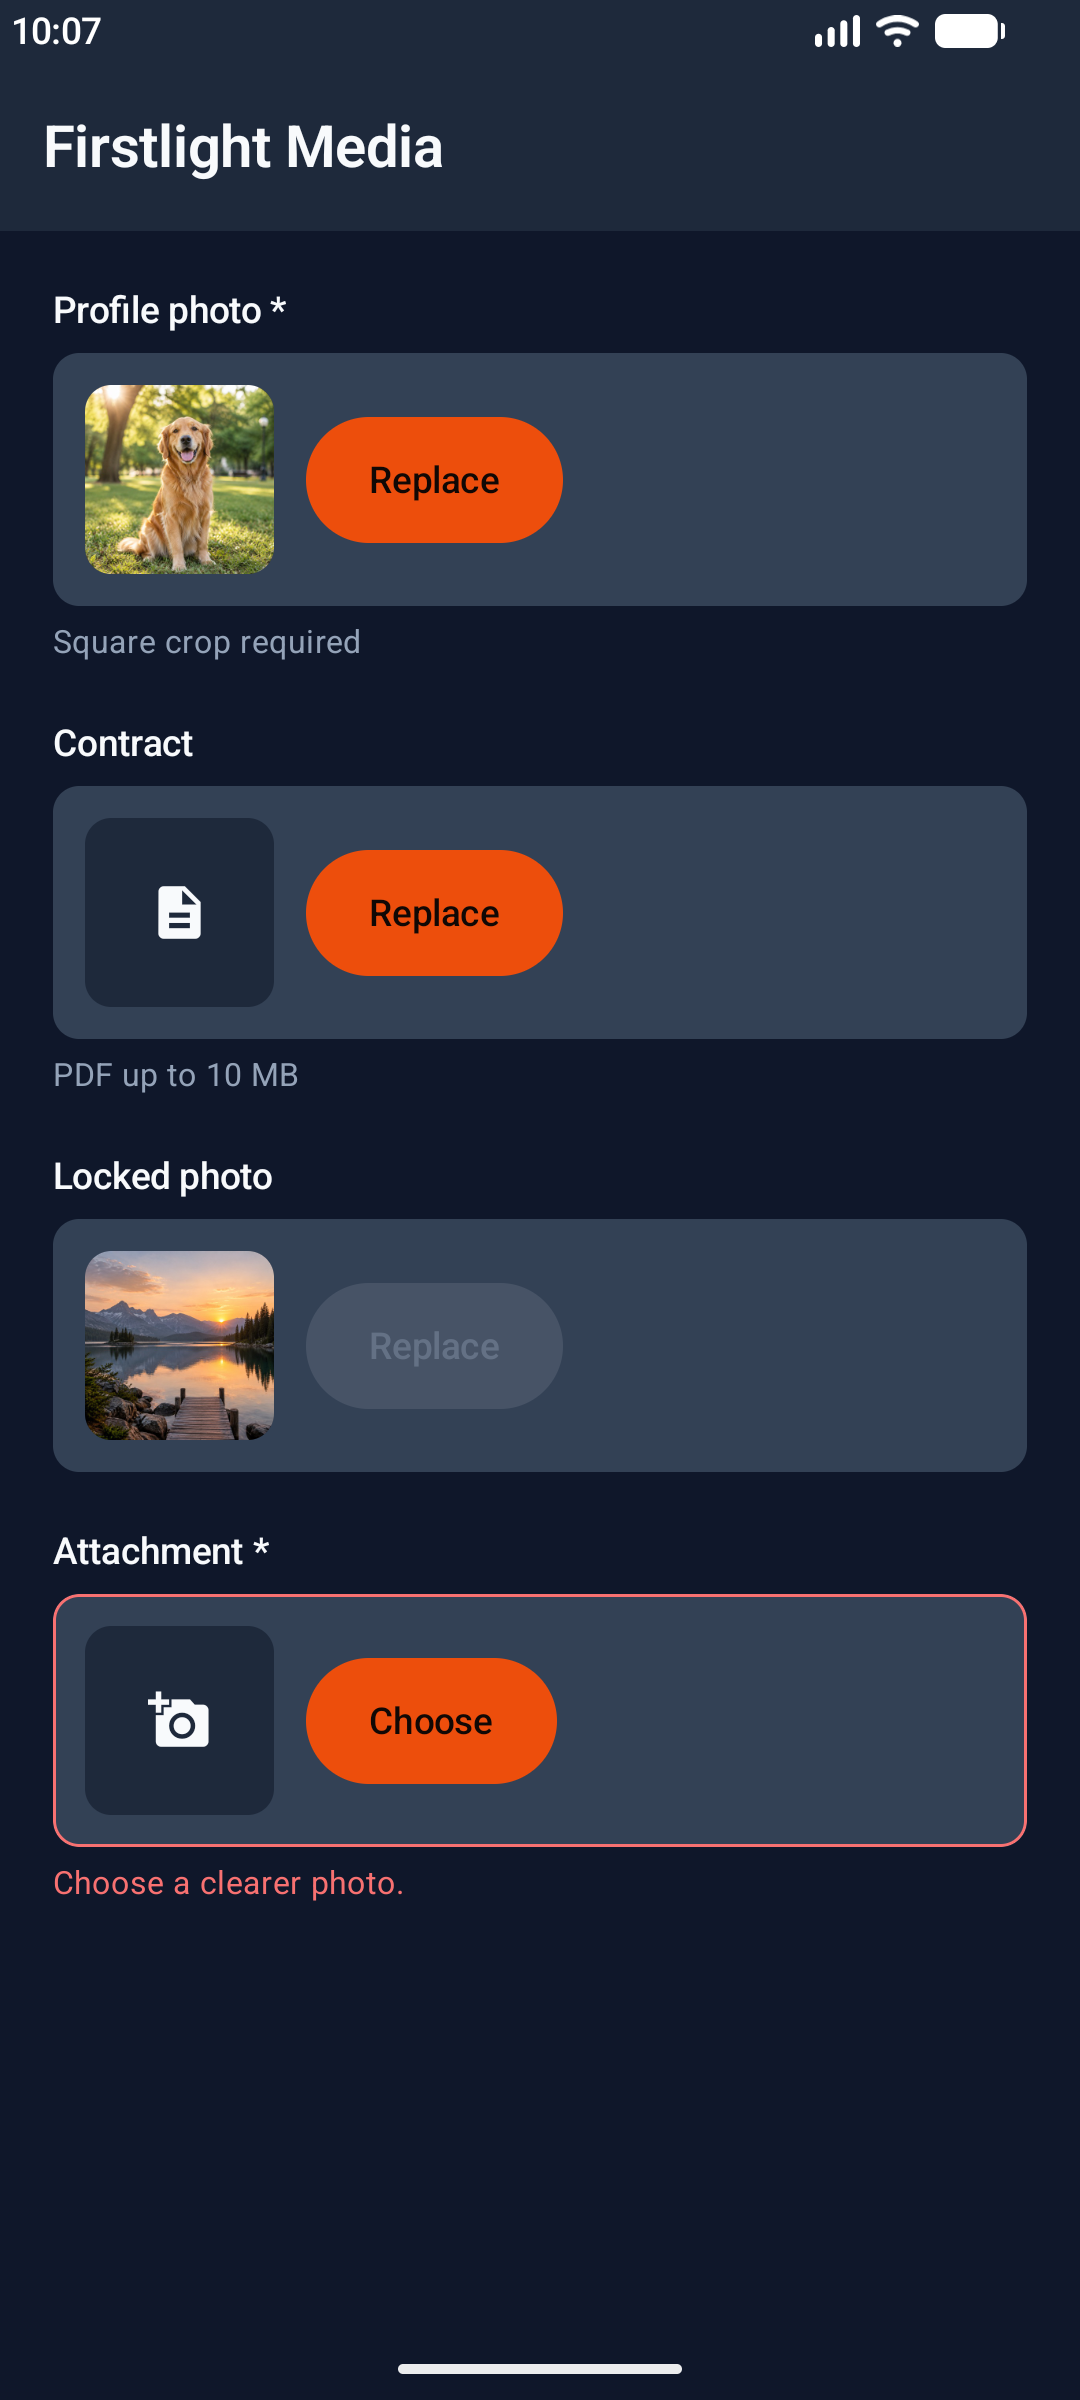 10:07
Firstlight Media
Profile photo *
Replace
Square crop required
Contract
Replace
PDF up to 10 MB
Locked photo
Replace
Attachment *
Choose
Choose a clearer photo.